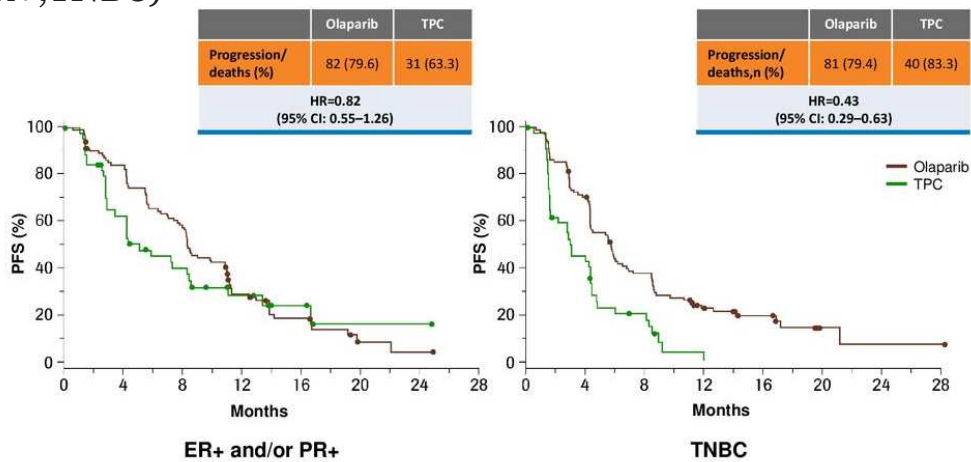 Olaparib TPC
Progression/
deaths (%) 82 (79.6) 31 (63.3)
HR=0.82
(95% CI: 0.55–1.26)
Olaparib TPC
Progression/
deaths,n (%) 81 (79.4) 40 (83.3)
HR=0.43
(95% CI: 0.29–0.63)
100
80
60
40
20
0
PFS (%)
0 4 8 12 16 20 24 28
Months
ER+ and/or PR+
100
80
60
40
20
0
PFS (%)
Olaparib
TPC
0 4 8 12 16 20 24 28
Months
TNBC